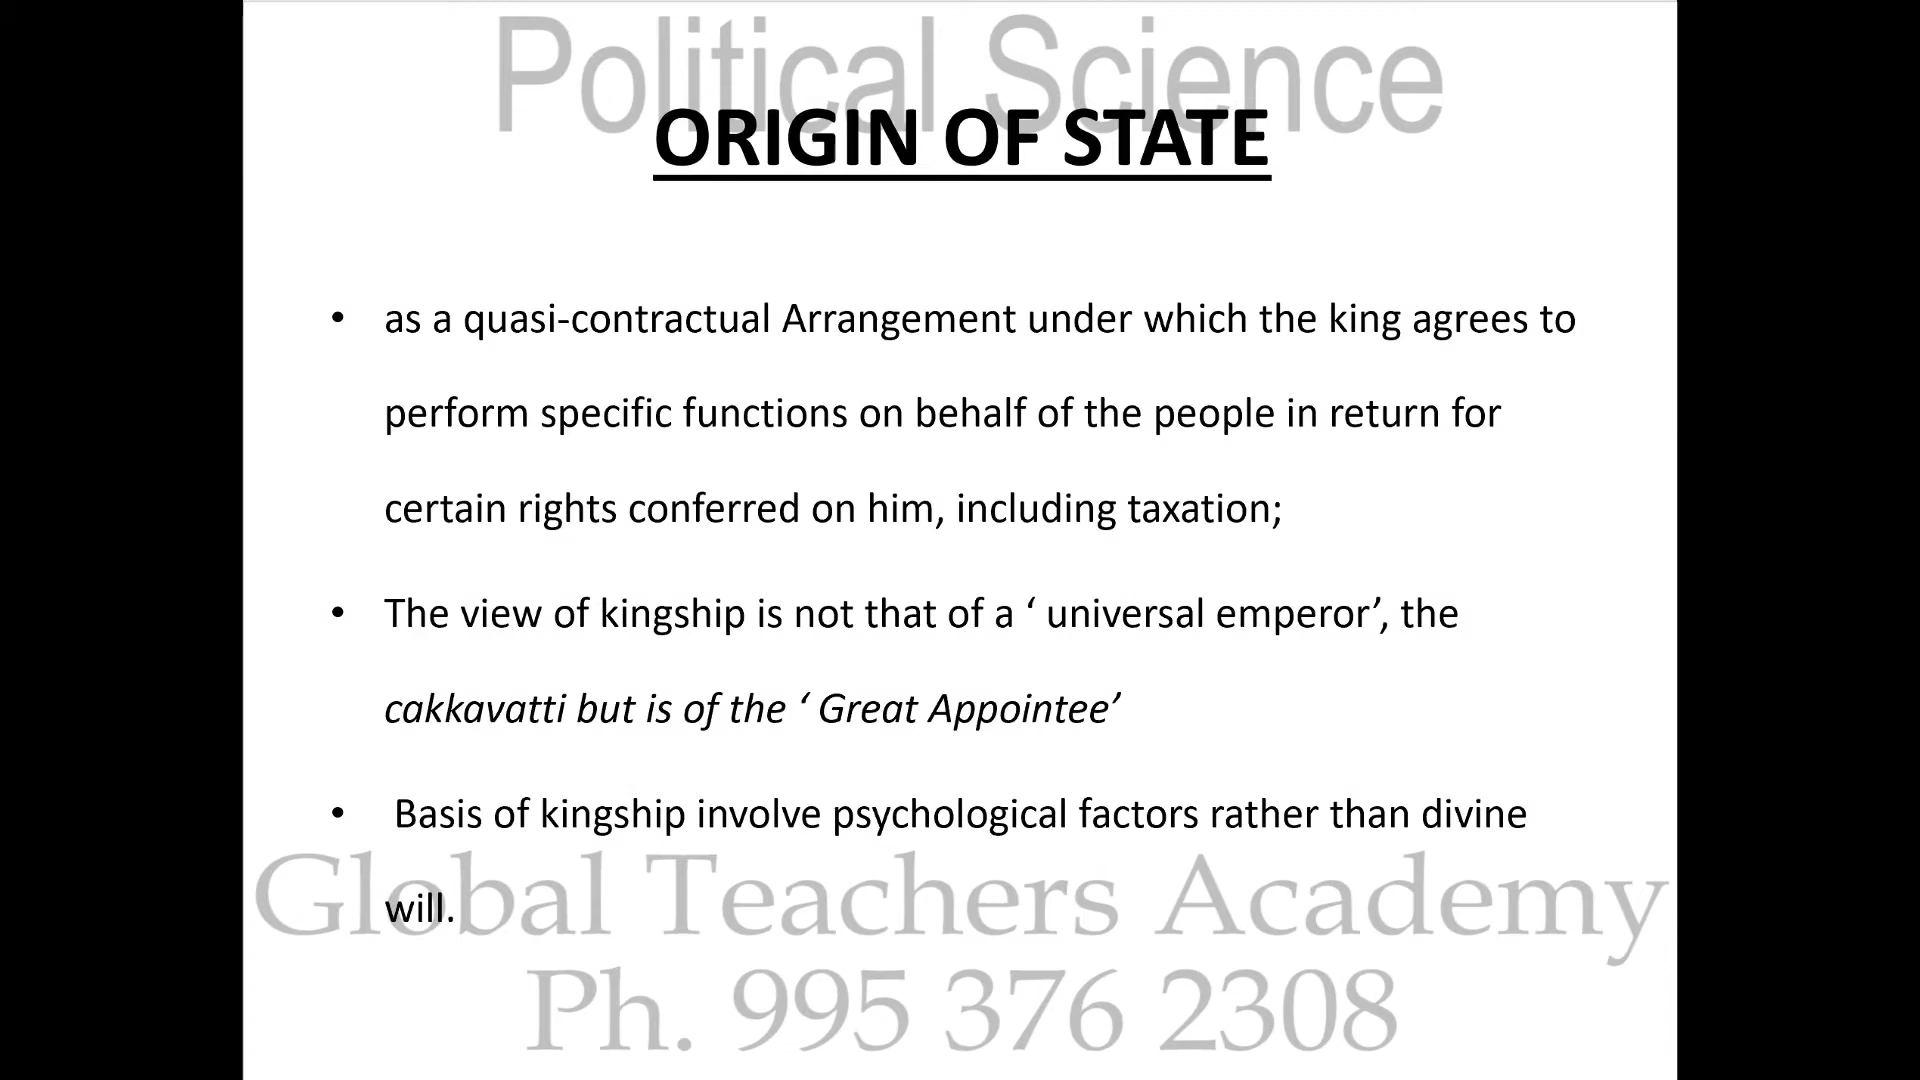 Political Science
ORIGIN OF STATE
• as a quasi-contractual Arrangement under which the king agrees to
perform specific functions on behalf of the people in return for
certain rights conferred on him, including taxation;
• The view of kingship is not that of a ‘ universal emperor’, the
cakkavatti but is of the ‘ Great Appointee’
• Basis of kingship involve psychological factors rather than divine
will.
Global Teachers Academy
Ph. 995 376 2308